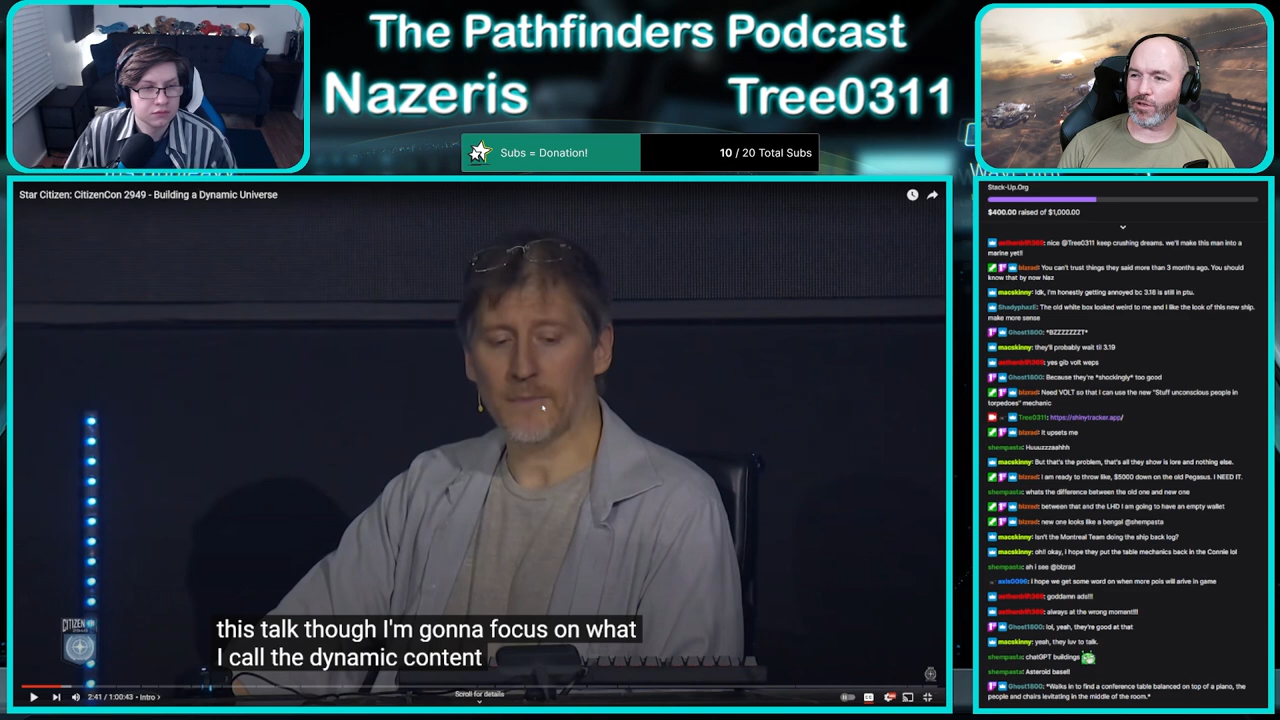 The Pathfinders Podcast
Nazeris
Tree0311
Subs = Donation!
10 / 20 Total Subs
Star Citizen: CitizenCon 2949 - Building a Dynamic Universe
this talk though I'm gonna focus on what
I call the dynamic content
CITIZEN
2:41 / 1:00:43 • Intro >
Scroll for details
Stack-Up.Org
$400.00 raised of $1,000.00
: nice @Tree0311 keep crushing dreams. we'll make this man into a
marine yet!!
blzrad: You can't trust things they said more than 3 months ago. You should
know that by now Naz
macskinny: Idk, I'm honestly getting annoyed bc 3.18 is still in ptu.
ShadyphazE: The old white box looked weird to me and I like the look of this new ship.
make more sense
Ghost1800: *BZZZZZZZT*
macskinny: they'll probably wait til 3.19
: yes gib volt weps
Ghost1800: Because they're *shockingly* too good
blzrad: Need VOLT so that I can use the new "Stuff unconscious people in
torpedoes" mechanic
Tree0311: https://shinytracker.app/
blzrad: It upsets me
shempasta: Huuuzzzaahhh
macskinny: But that's the problem, that's all they show is lore and nothing else.
blzrad: I am ready to throw like, $5000 down on the old Pegasus. I NEED IT.
shempasta: whats the difference between the old one and new one
blzrad: between that and the LHD I am going to have an empty wallet
blzrad: new one looks like a bengal @shempasta
macskinny: Isn't the Montreal Team doing the ship back log?
macskinny: oh!! okay, i hope they put the table mechanics back in the Connie lol
shempasta: ah i see @blzrad
: i hope we get some word on when more pois will arive in game
: goddamn ads!!!
: always at the wrong moment!!!
Ghost1800: lol, yeah, they're good at that
macskinny: yeah, they luv to talk.
shempasta: chatGPT buildings
shempasta: Asteroid base!!
Ghost1800: *Walks in to find a conference table balanced on top of a piano, the
people and chairs levitating in the middle of the room.*